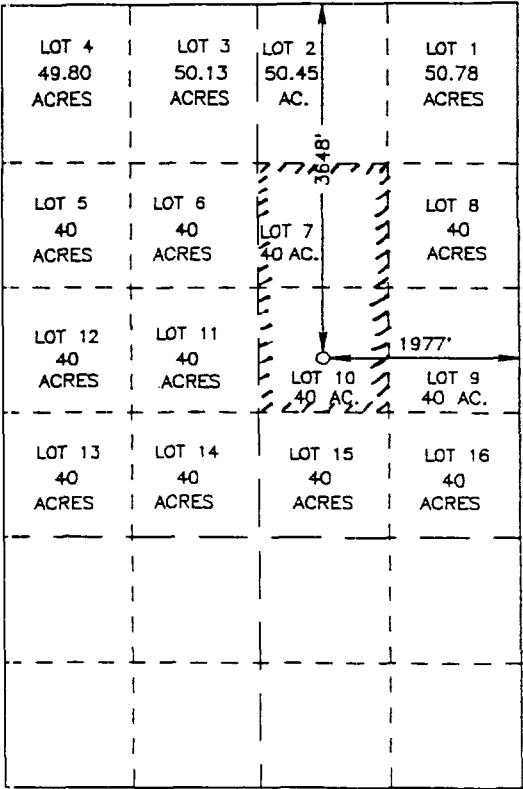 LOT 4
49.80
ACRES
LOT 3
50.13
ACRES
LOT 2
50.45
AC.
LOT 1
50.78
ACRES
3648'
LOT 5
40
ACRES
LOT 6
40
ACRES
LOT 7
40 AC.
LOT 8
40
ACRES
LOT 12
40
ACRES
LOT 11
40
ACRES
1977'
LOT 10
40 AC.
LOT 9
40 AC.
LOT 13
40
ACRES
LOT 14
40
ACRES
LOT 15
40
ACRES
LOT 16
40
ACRES